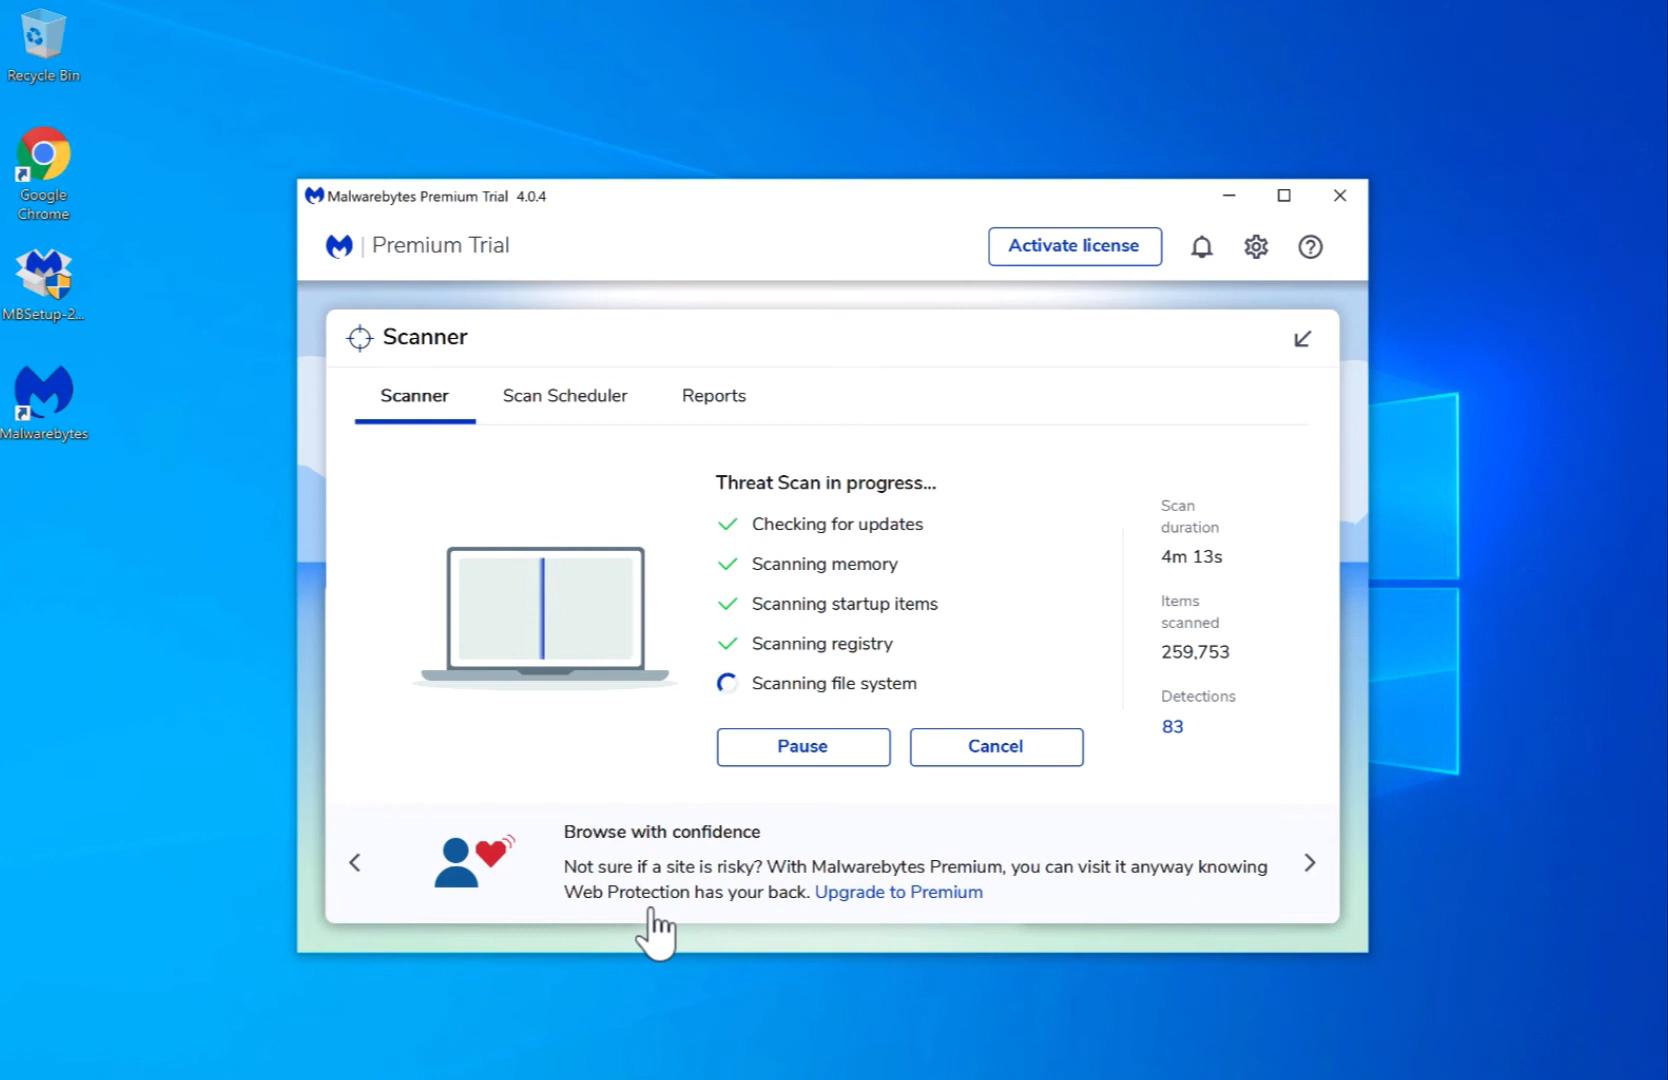 Recycle Bin
Google
Chrome
MBSetup-2...
Malwarebytes
Malwarebytes Premium Trial 4.0.4
Premium Trial
Activate license
Scanner
Scanner
Scan Scheduler
Reports
Threat Scan in progress...
Checking for updates
Scanning memory
Scanning startup items
Scanning registry
Scanning file system
Pause
Cancel
Scan
duration
4m 13s
Items
scanned
259,753
Detections
83
Browse with confidence
Not sure if a site is risky? With Malwarebytes Premium, you can visit it anyway knowing
Web Protection has your back. Upgrade to Premium